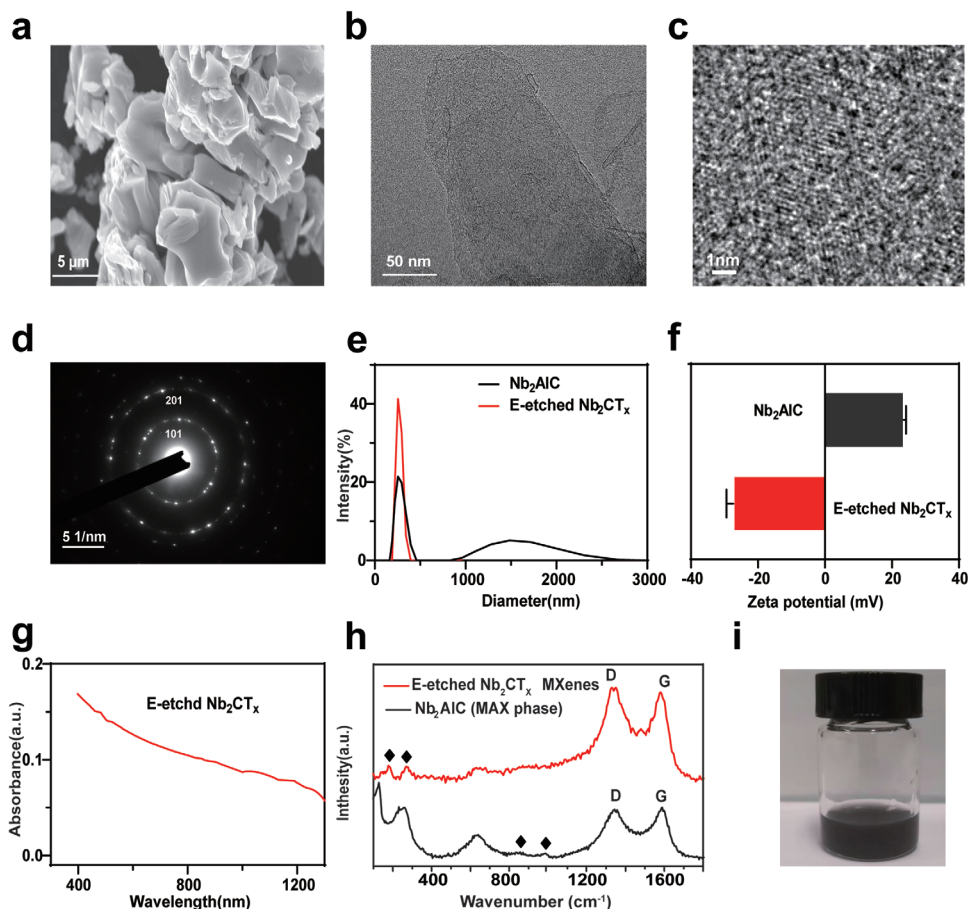 a
b
c
5 μm
50 nm
1nm
d
e
f
201
101
5 1/nm
Nb₂AlC
E-etched Nb₂CTₓ
40
20
0
Intensity(%)
0 1000 2000 3000
Diameter(nm)
Nb₂AlC
E-etched Nb₂CTₓ
-40 -20 0 20 40
Zeta potential (mV)
g
h
i
E-etchd Nb₂CTₓ
0.2
0.1
0.0
Absorbance(a.u.)
400 800 1200
Wavelength(nm)
E-etched Nb₂CTₓ MXenes
Nb₂AlC (MAX phase)
D
G
D
G
Inthesity(a.u.)
400 800 1200 1600
Wavenumber (cm⁻¹)